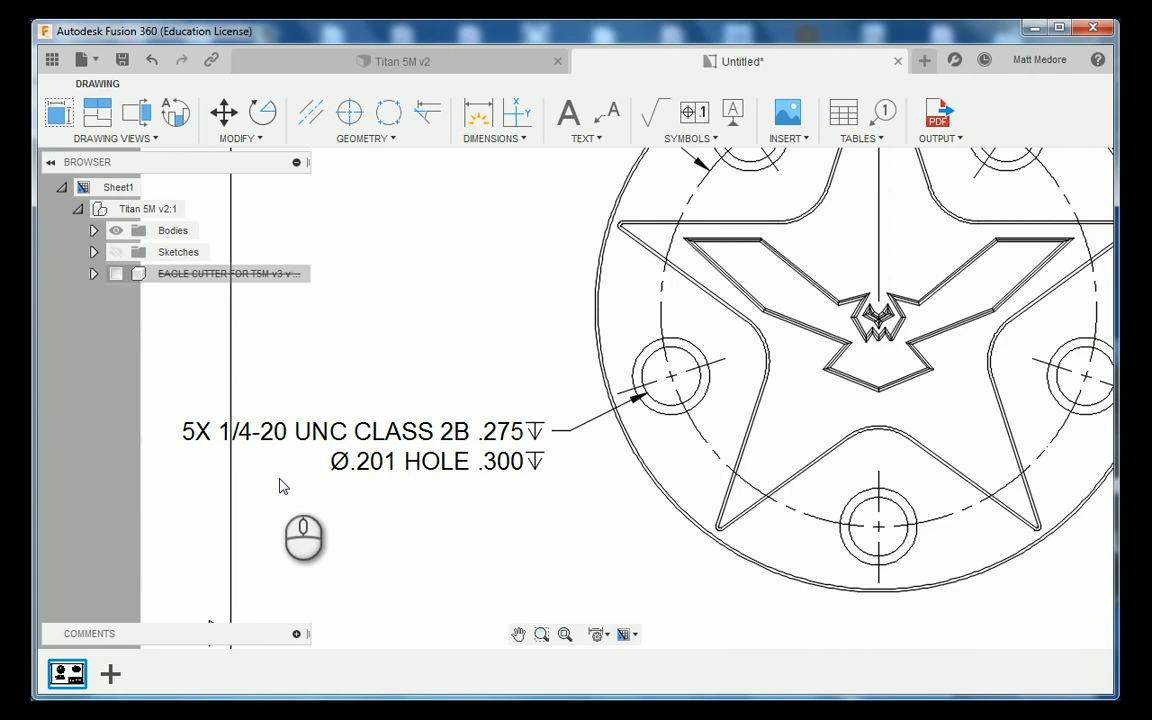 Autodesk Fusion 360 (Education License)
Titan 5M v2
Untitled*
Matt Medore
DRAWING
DRAWING VIEWS
MODIFY
GEOMETRY
DIMENSIONS
TEXT
SYMBOLS
INSERT
TABLES
OUTPUT
BROWSER
Sheet1
Titan 5M v2:1
Bodies
Sketches
EAGLE CUTTER FOR T5M v3 v...
5X 1/4-20 UNC CLASS 2B .275↧
Ø.201 HOLE .300↧
COMMENTS